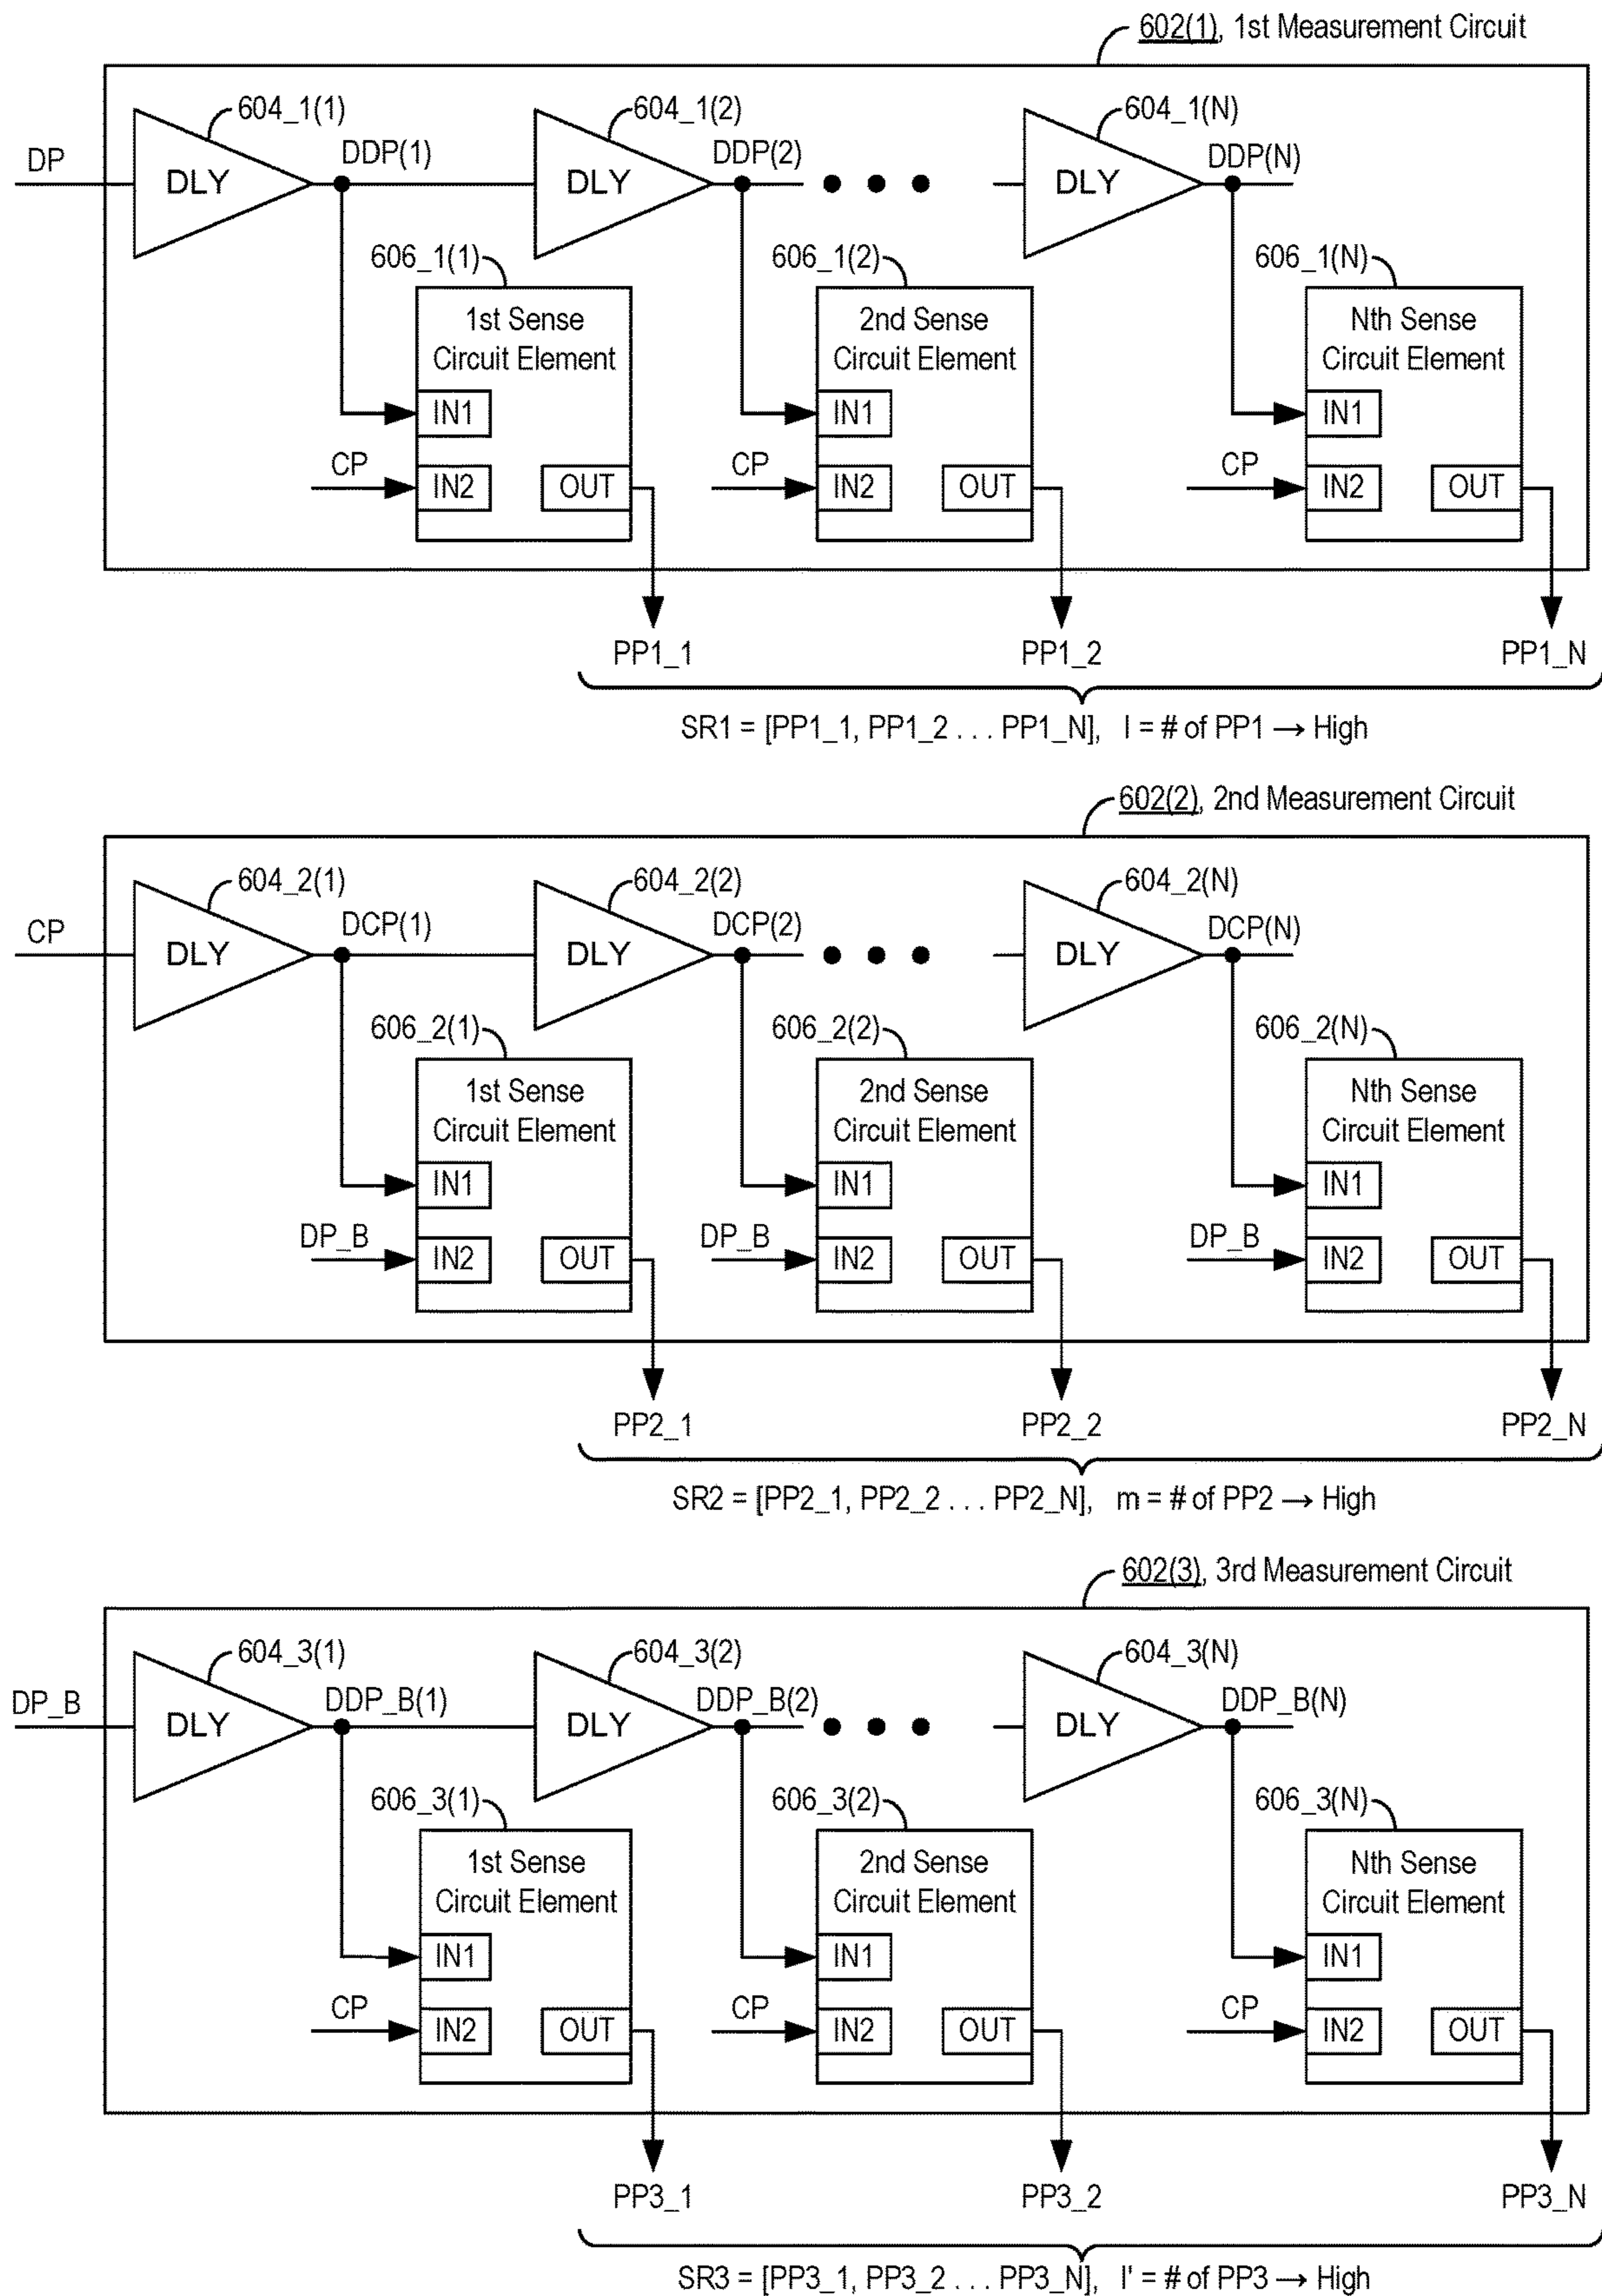 602(1), 1st Measurement Circuit
604_1(1)
604_1(2)
604_1(N)
DP
DLY
DDP(1)
DLY
DDP(2)
DLY
DDP(N)
606_1(1)
606_1(2)
606_1(N)
1st Sense
Circuit Element
2nd Sense
Circuit Element
Nth Sense
Circuit Element
IN1
IN1
IN1
CP
IN2
OUT
CP
IN2
OUT
CP
IN2
OUT
PP1_1
PP1_2
PP1_N
SR1 = [PP1_1, PP1_2 . . . PP1_N], l = # of PP1 → High
602(2), 2nd Measurement Circuit
604_2(1)
604_2(2)
604_2(N)
CP
DLY
DCP(1)
DLY
DCP(2)
DLY
DCP(N)
606_2(1)
606_2(2)
606_2(N)
1st Sense
Circuit Element
2nd Sense
Circuit Element
Nth Sense
Circuit Element
IN1
IN1
IN1
DP_B
IN2
OUT
DP_B
IN2
OUT
DP_B
IN2
OUT
PP2_1
PP2_2
PP2_N
SR2 = [PP2_1, PP2_2 . . . PP2_N], m = # of PP2 → High
602(3), 3rd Measurement Circuit
604_3(1)
604_3(2)
604_3(N)
DP_B
DLY
DDP_B(1)
DLY
DDP_B(2)
DLY
DDP_B(N)
606_3(1)
606_3(2)
606_3(N)
1st Sense
Circuit Element
2nd Sense
Circuit Element
Nth Sense
Circuit Element
IN1
IN1
IN1
CP
IN2
OUT
CP
IN2
OUT
CP
IN2
OUT
PP3_1
PP3_2
PP3_N
SR3 = [PP3_1, PP3_2 . . . PP3_N], l' = # of PP3 → High